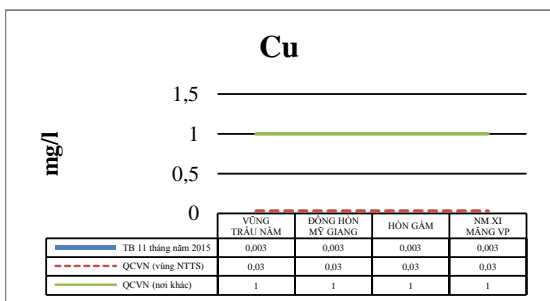 Cu
mg/l
1,5
1
0,5
0
VŨNG TRÂU NẰM ĐÔNG HÒN MỸ GIANG HÒN GẦM NM XI MĂNG VP
TB 11 tháng năm 2015 0,003 0,003 0,003 0,003
QCVN (vùng NTTS) 0,03 0,03 0,03 0,03
QCVN (nơi khác) 1 1 1 1